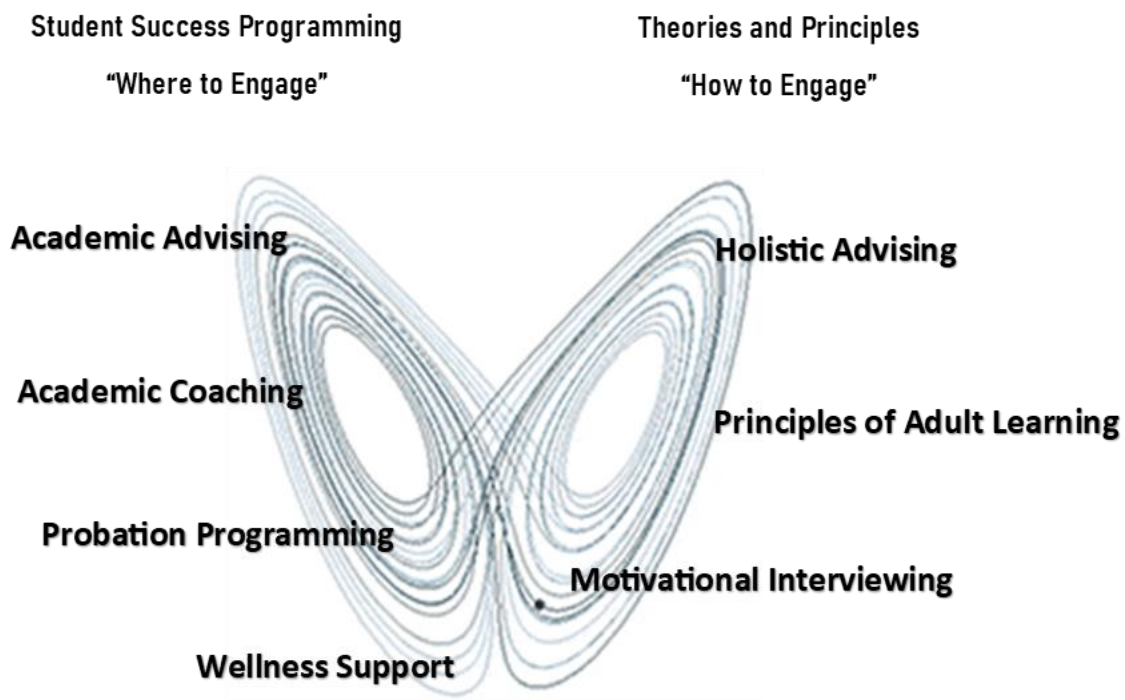 Student Success Programming
“Where to Engage”
Theories and Principles
“How to Engage”
Academic Advising
Academic Coaching
Probation Programming
Wellness Support
Holistic Advising
Principles of Adult Learning
Motivational Interviewing